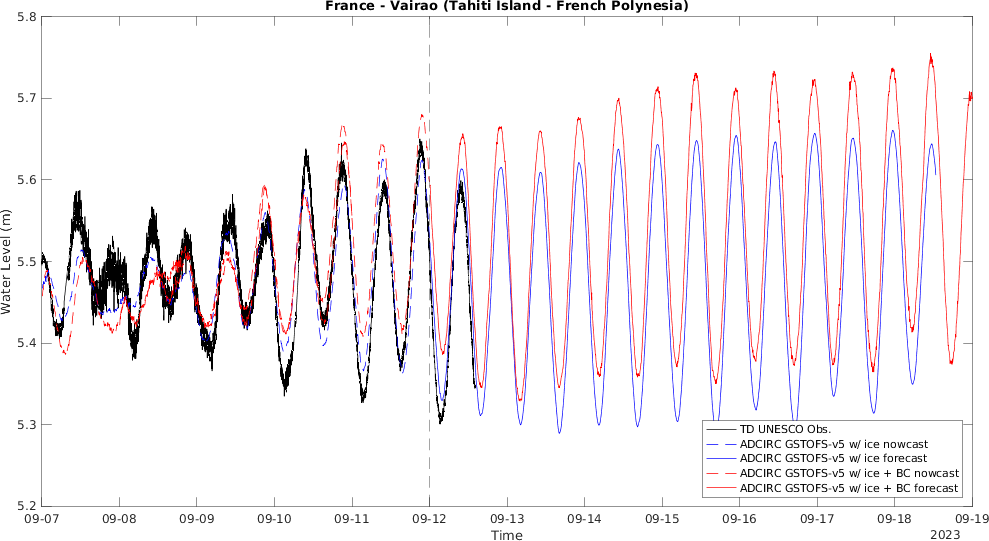 France - Vairao (Tahiti Island - French Polynesia)
5.8
5.7
5.6
5.5
5.4
5.3
5.2
Water Level (m)
TD UNESCO Obs.
ADCIRC GSTOFS-v5 w/ ice nowcast
ADCIRC GSTOFS-v5 w/ ice forecast
ADCIRC GSTOFS-v5 w/ ice + BC nowcast
ADCIRC GSTOFS-v5 w/ ice + BC forecast
09-07 09-08 09-09 09-10 09-11 09-12 09-13 09-14 09-15 09-16 09-17 09-18 09-19
Time
2023